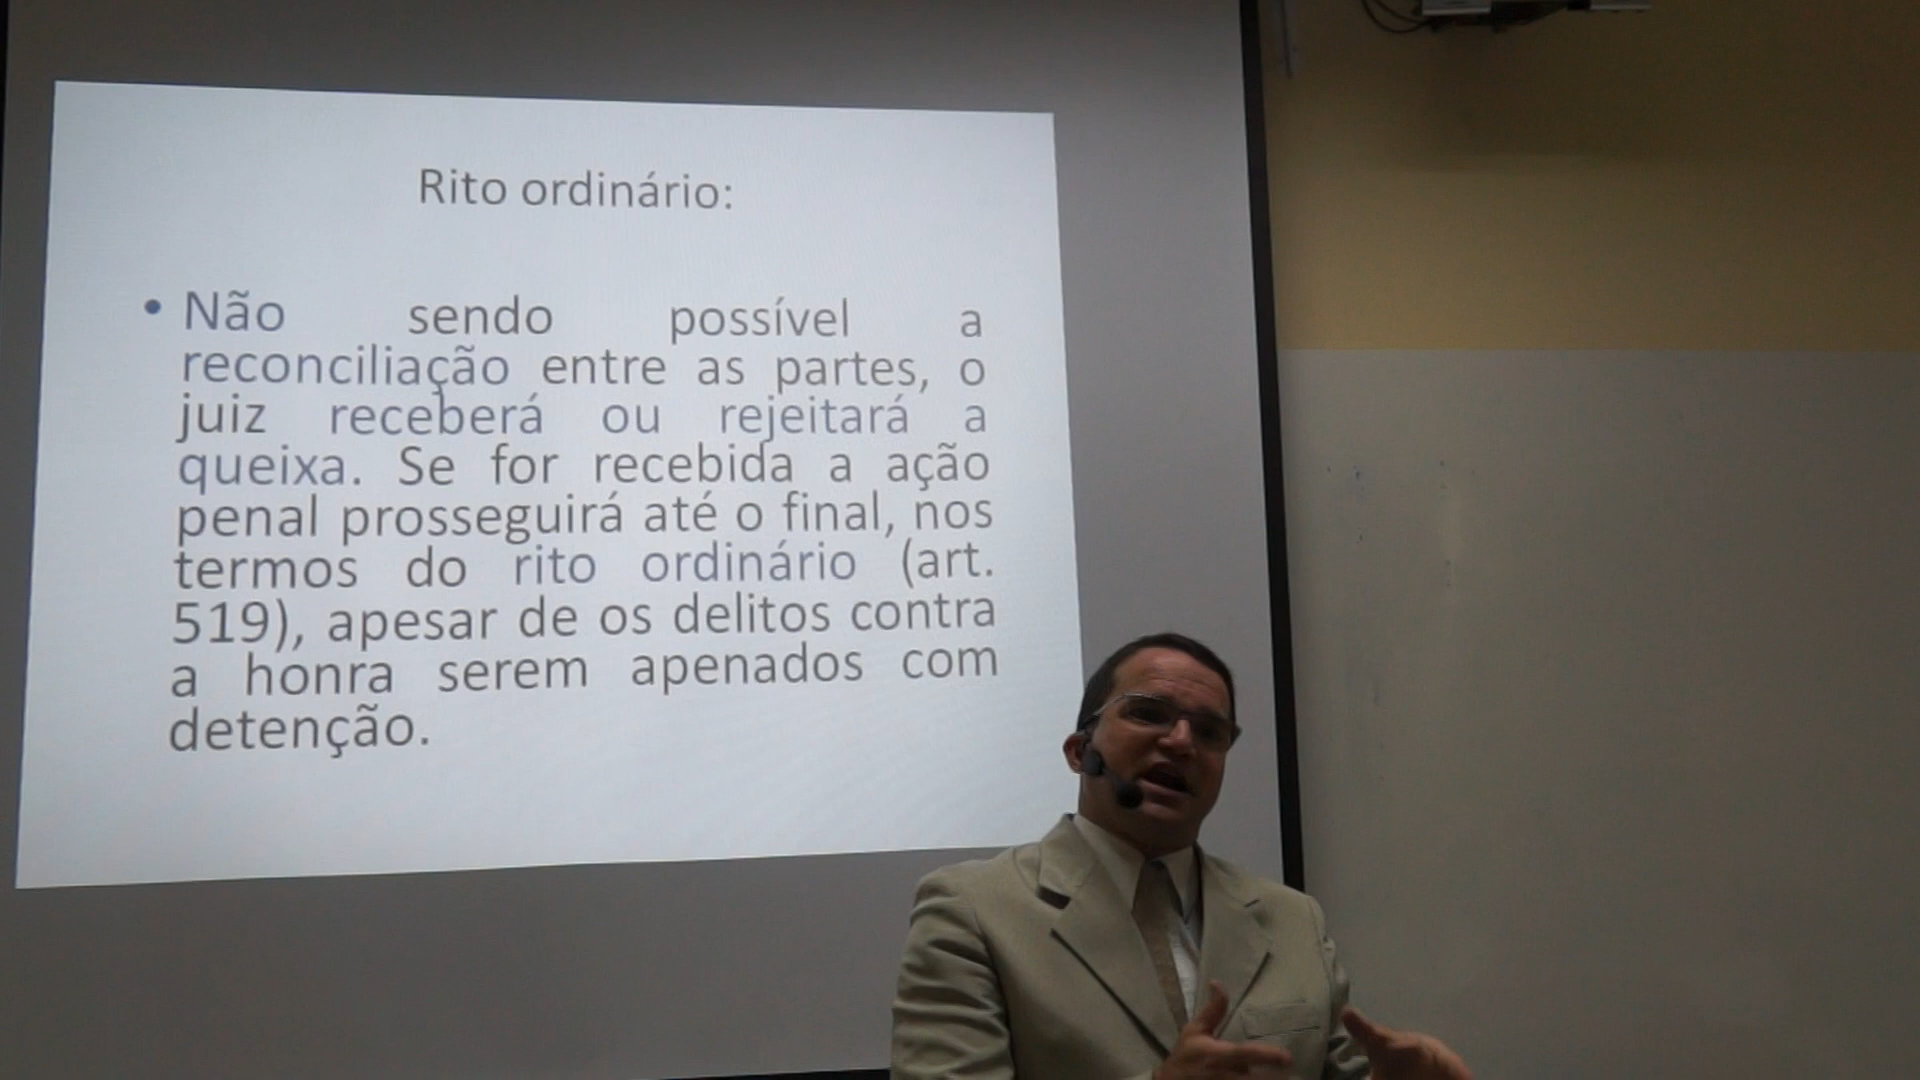 Rito ordinário:
• Não sendo possível a
reconciliação entre as partes, o
juiz receberá ou rejeitará a
queixa. Se for recebida a ação
penal prosseguirá até o final, nos
termos do rito ordinário (art.
519), apesar de os delitos contra
a honra serem apenados com
detenção.